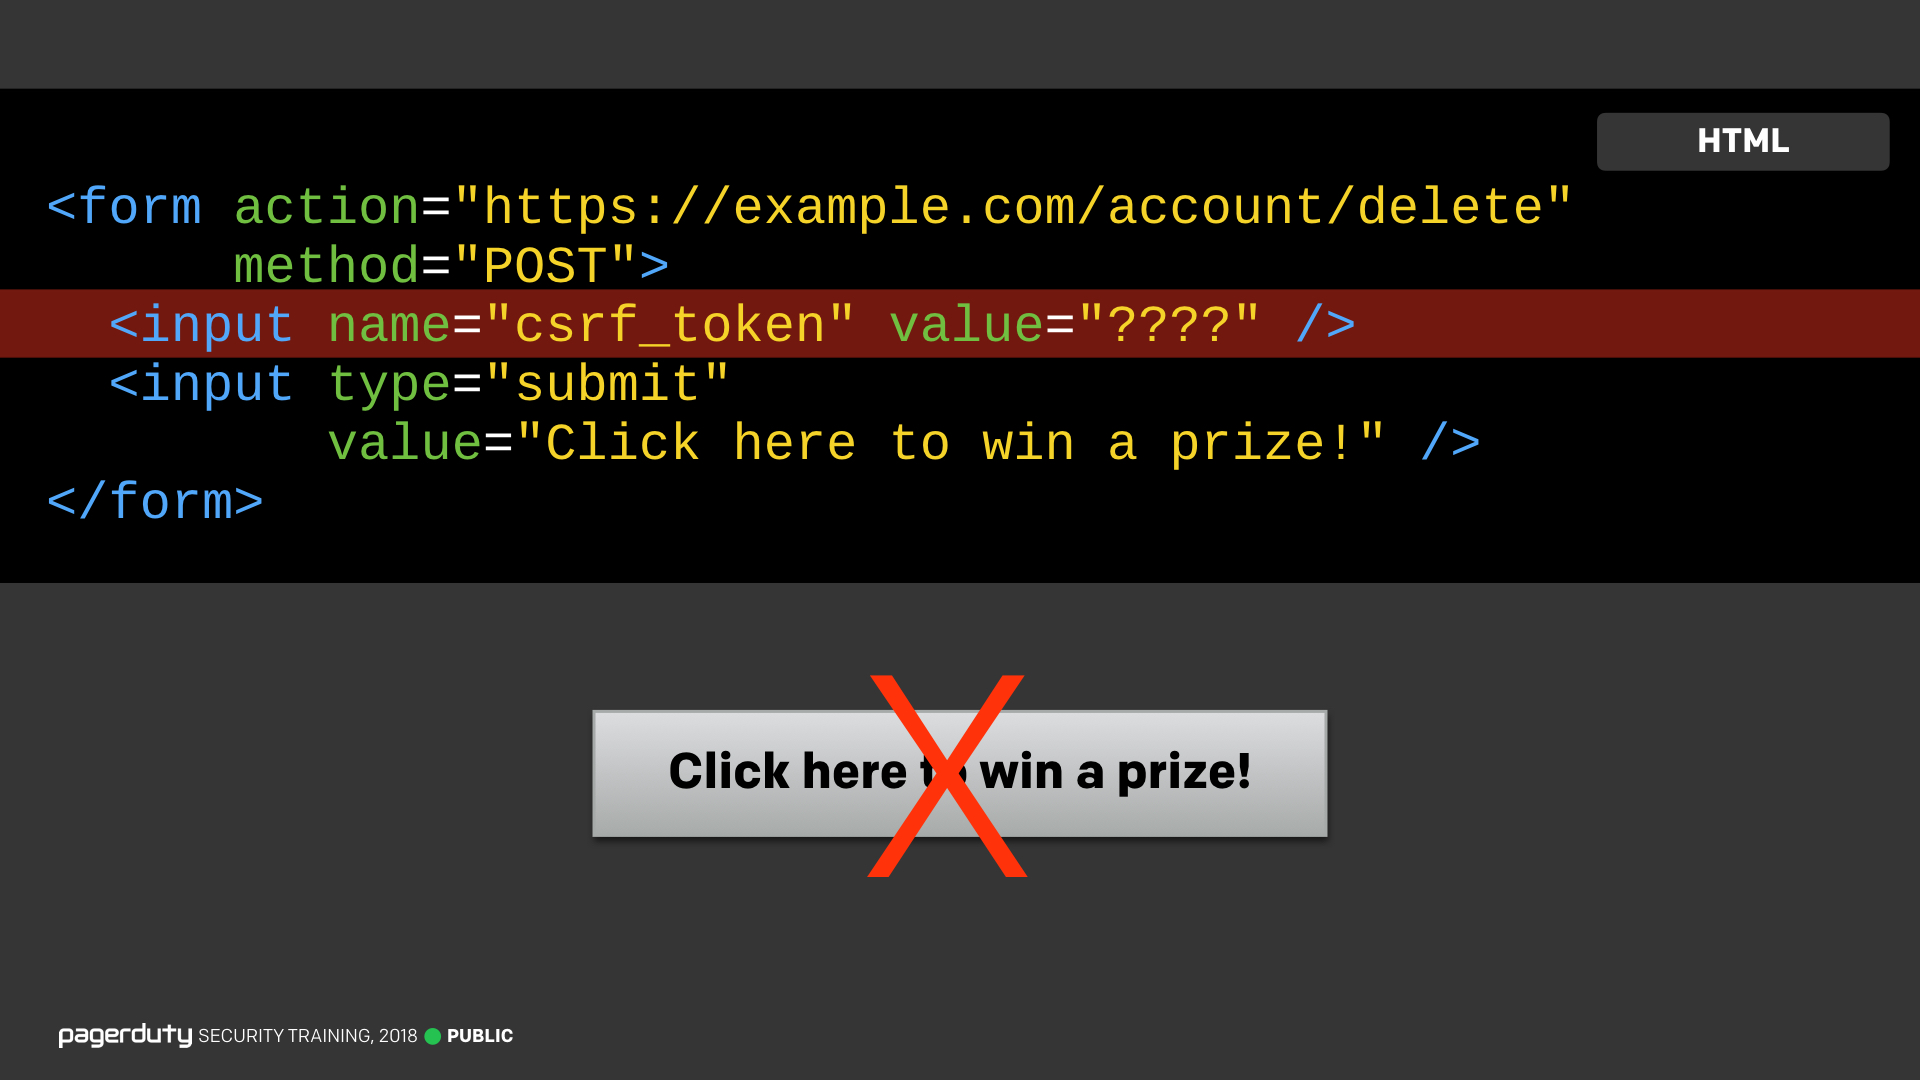 HTML
<form action="https://example.com/account/delete"
      method="POST">
  <input name="csrf_token" value="????" />
  <input type="submit"
         value="Click here to win a prize!" />
</form>
Click here to win a prize!
pagerduty SECURITY TRAINING, 2018 PUBLIC